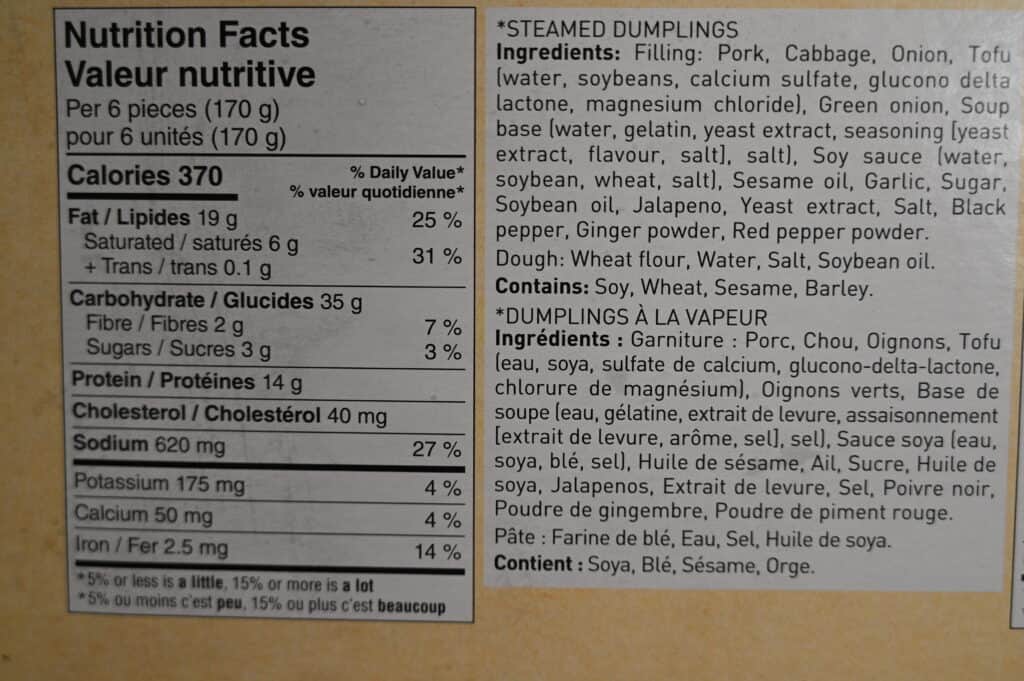 Nutrition Facts
Valeur nutritive
Per 6 pieces (170 g)
pour 6 unités (170 g)
Calories 370
% Daily Value*
% valeur quotidienne*
Fat / Lipides 19 g 25 %
Saturated / saturés 6 g
+ Trans / trans 0.1 g 31 %
Carbohydrate / Glucides 35 g
Fibre / Fibres 2 g 7 %
Sugars / Sucres 3 g 3 %
Protein / Protéines 14 g
Cholesterol / Cholestérol 40 mg
Sodium 620 mg 27 %
Potassium 175 mg 4 %
Calcium 50 mg 4 %
Iron / Fer 2.5 mg 14 %
*5% or less is a little, 15% or more is a lot
*5% ou moins c'est peu, 15% ou plus c'est beaucoup
*STEAMED DUMPLINGS
Ingredients: Filling: Pork, Cabbage, Onion, Tofu
(water, soybeans, calcium sulfate, glucono delta
lactone, magnesium chloride), Green onion, Soup
base (water, gelatin, yeast extract, seasoning [yeast
extract, flavour, salt], salt), Soy sauce (water,
soybean, wheat, salt), Sesame oil, Garlic, Sugar,
Soybean oil, Jalapeno, Yeast extract, Salt, Black
pepper, Ginger powder, Red pepper powder.
Dough: Wheat flour, Water, Salt, Soybean oil.
Contains: Soy, Wheat, Sesame, Barley.
*DUMPLINGS À LA VAPEUR
Ingrédients : Garniture : Porc, Chou, Oignons, Tofu
(eau, soya, sulfate de calcium, glucono-delta-lactone,
chlorure de magnésium), Oignons verts, Base de
soupe (eau, gélatine, extrait de levure, assaisonnement
[extrait de levure, arôme, sel], sel), Sauce soya (eau,
soya, blé, sel), Huile de sésame, Ail, Sucre, Huile de
soya, Jalapenos, Extrait de levure, Sel, Poivre noir,
Poudre de gingembre, Poudre de piment rouge.
Pâte : Farine de blé, Eau, Sel, Huile de soya.
Contient : Soya, Blé, Sésame, Orge.